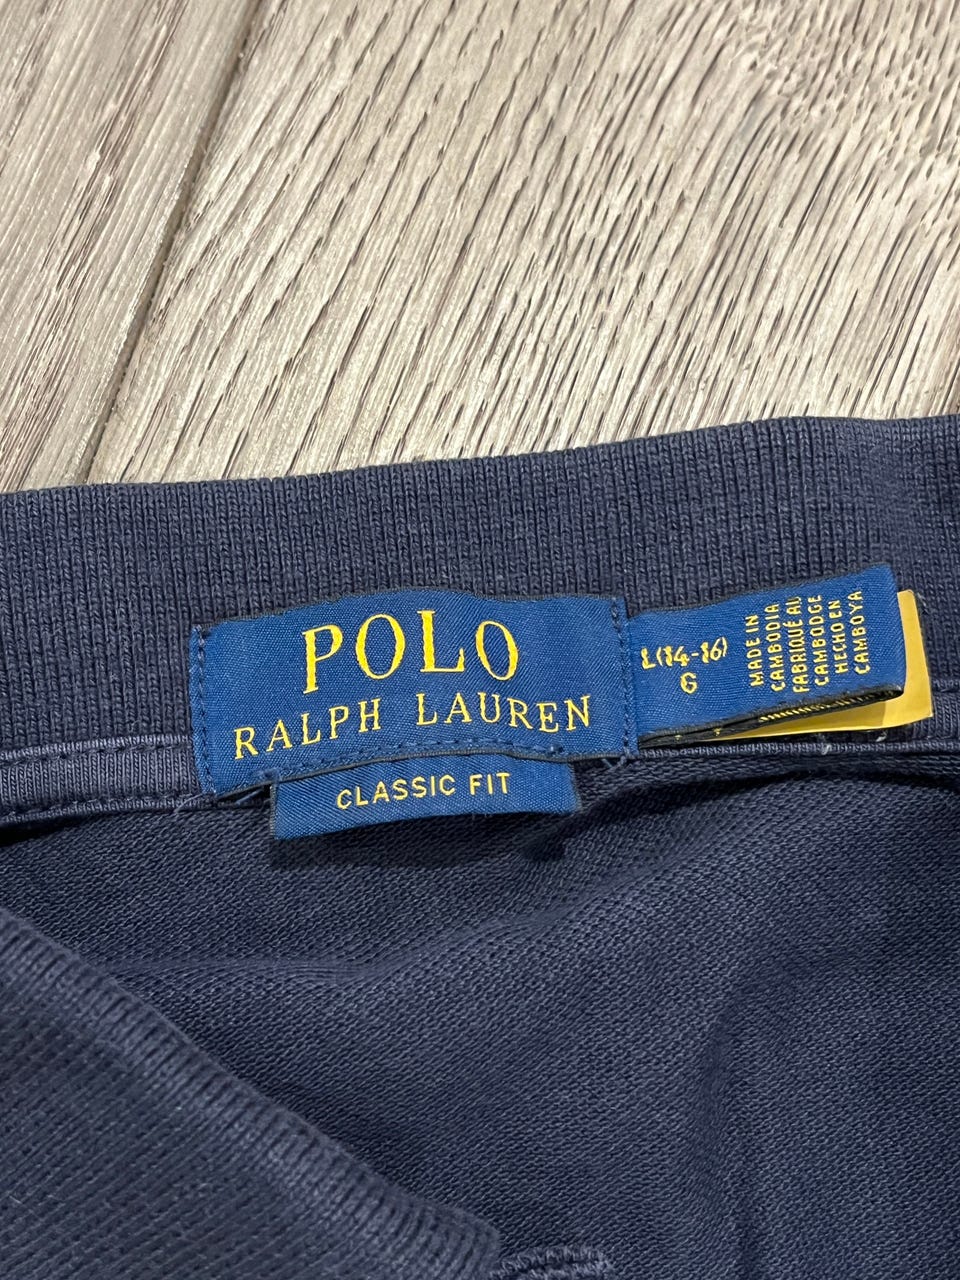 POLO
RALPH LAUREN
CLASSIC FIT
L(14-16)
G
MADE IN
CAMBODIA
FABRIQUÉ AU
CAMBODGE
HECHO EN
CAMBOYA